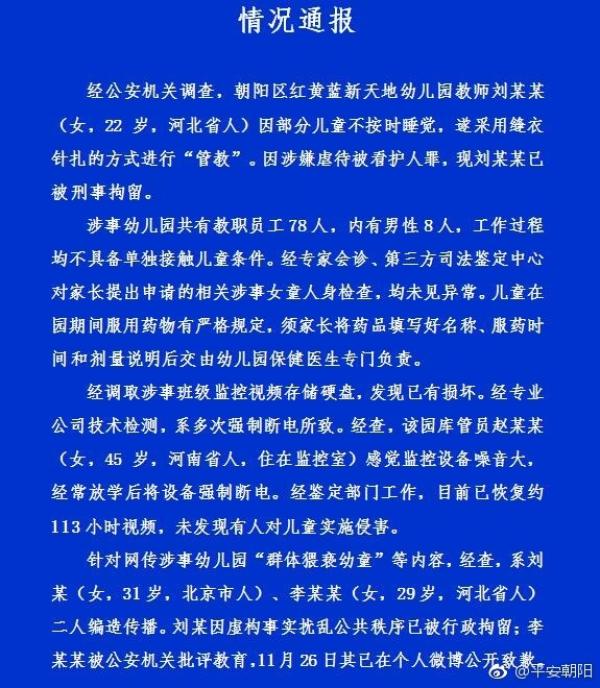 情况通报
经公安机关调查，朝阳区红黄蓝新天地幼儿园教师刘某某
（女，22 岁，河北省人）因部分儿童不按时睡觉，遂采用缝衣
针扎的方式进行“管教”。因涉嫌虐待被看护人罪，现刘某某已
被刑事拘留。
涉事幼儿园共有教职员工78人，内有男性8人，工作过程
均不具备单独接触儿童条件。经专家会诊、第三方司法鉴定中心
对家长提出申请的相关涉事女童人身检查，均未见异常。儿童在
园期间服用药物有严格规定，须家长将药品填写好名称、服药时
间和剂量说明后交由幼儿园保健医生专门负责。
经调取涉事班级监控视频存储硬盘，发现已有损坏。经专业
公司技术检测，系多次强制断电所致。经查，该园库管员赵某某
（女，45 岁，河南省人，住在监控室）感觉监控设备噪音大，
经常放学后将设备强制断电。经鉴定部门工作，目前已恢复约
113小时视频，未发现有人对儿童实施侵害。
针对网传涉事幼儿园“群体猥亵幼童”等内容，经查，系刘
某（女，31岁，北京市人）、李某某（女，29岁，河北省人）
二人编造传播。刘某因虚构事实扰乱公共秩序已被行政拘留；李
某某被公安机关批评教育，11月26日其已在个人微博公开致歉。
@平安朝阳